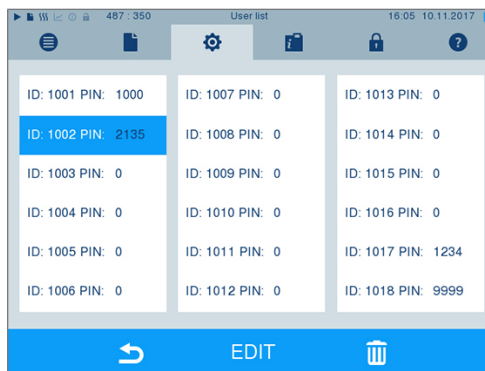 487 : 350 User list 16:05 10.11.2017
ID: 1001 PIN: 1000
ID: 1002 PIN: 2135
ID: 1003 PIN: 0
ID: 1004 PIN: 0
ID: 1005 PIN: 0
ID: 1006 PIN: 0
ID: 1007 PIN: 0
ID: 1008 PIN: 0
ID: 1009 PIN: 0
ID: 1010 PIN: 0
ID: 1011 PIN: 0
ID: 1012 PIN: 0
ID: 1013 PIN: 0
ID: 1014 PIN: 0
ID: 1015 PIN: 0
ID: 1016 PIN: 0
ID: 1017 PIN: 1234
ID: 1018 PIN: 9999
EDIT